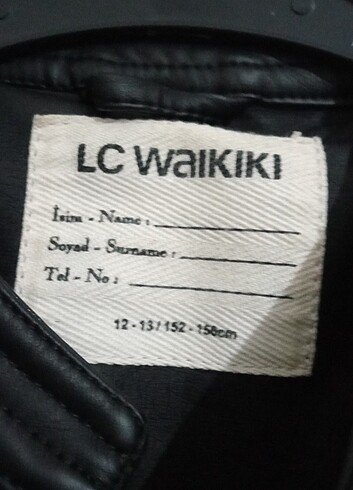 LC WAIKIKI
İsim - Name :
Soyad - Surname :
Tel - No :
12 - 13 / 152 - 158cm